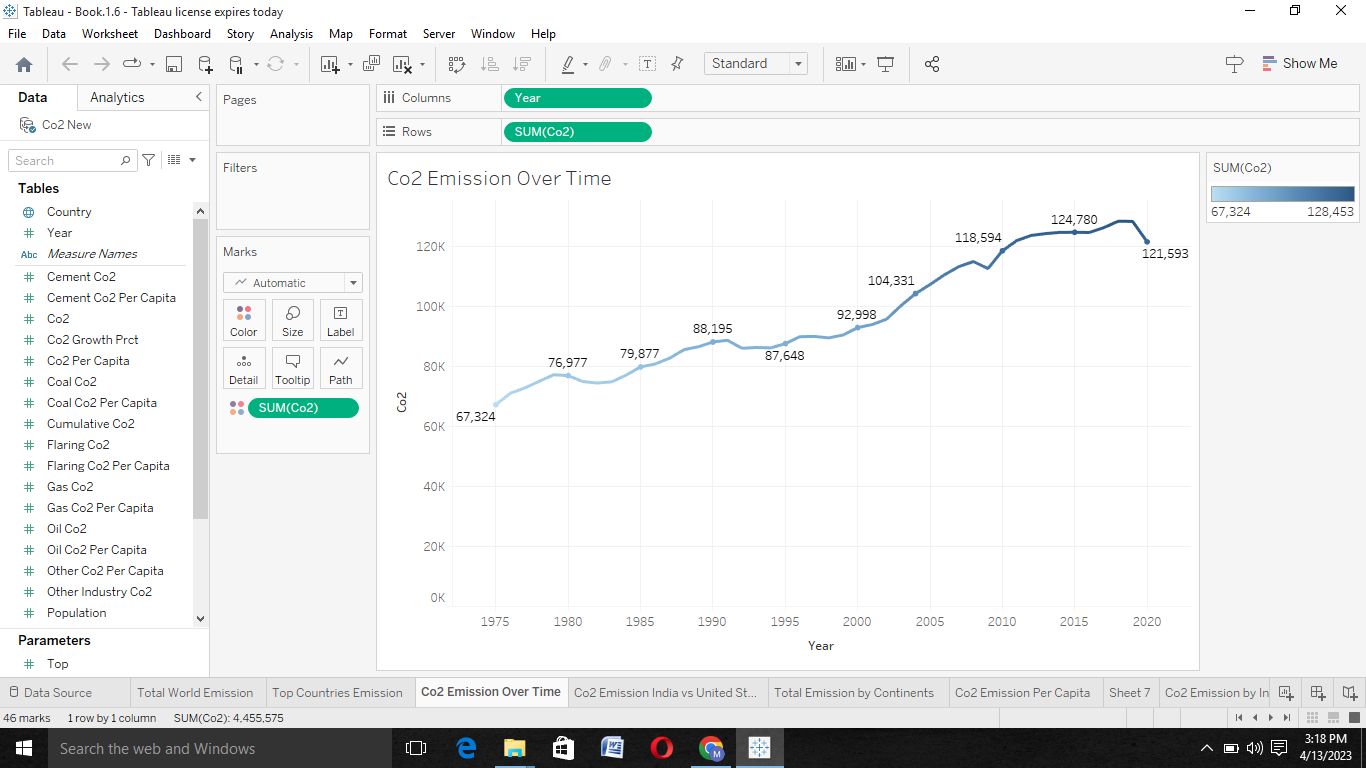 Tableau - Book.1.6 - Tableau license expires today
File Data Worksheet Dashboard Story Analysis Map Format Server Window Help
Standard
Show Me
Data Analytics
Co2 New
Search
Tables
Country
Year
Abc Measure Names
Cement Co2
Cement Co2 Per Capita
Co2
Co2 Growth Prct
Co2 Per Capita
Coal Co2
Coal Co2 Per Capita
Cumulative Co2
Flaring Co2
Flaring Co2 Per Capita
Gas Co2
Gas Co2 Per Capita
Oil Co2
Oil Co2 Per Capita
Other Co2 Per Capita
Other Industry Co2
Population
Parameters
Top
Pages
Filters
Marks
Automatic
Color Size Label
Detail Tooltip Path
SUM(Co2)
Columns Year
Rows SUM(Co2)
Co2 Emission Over Time
120K
100K
80K
60K
40K
20K
0K
Co2
67,324
76,977
79,877
88,195
87,648
92,998
104,331
118,594
124,780
121,593
1975 1980 1985 1990 1995 2000 2005 2010 2015 2020
Year
SUM(Co2)
67,324 128,453
Data Source Total World Emission Top Countries Emission Co2 Emission Over Time Co2 Emission India vs United St... Total Emission by Continents Co2 Emission Per Capita Sheet 7 Co2 Emission by In
46 marks 1 row by 1 column SUM(Co2): 4,455,575
Search the web and Windows
W
M
3:18 PM
4/13/2023